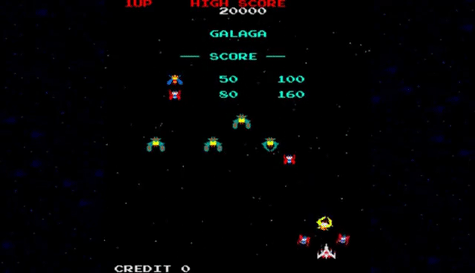 1UP HIGH SCORE
20000
GALAGA
— SCORE —
50 100
80 160
CREDIT 0